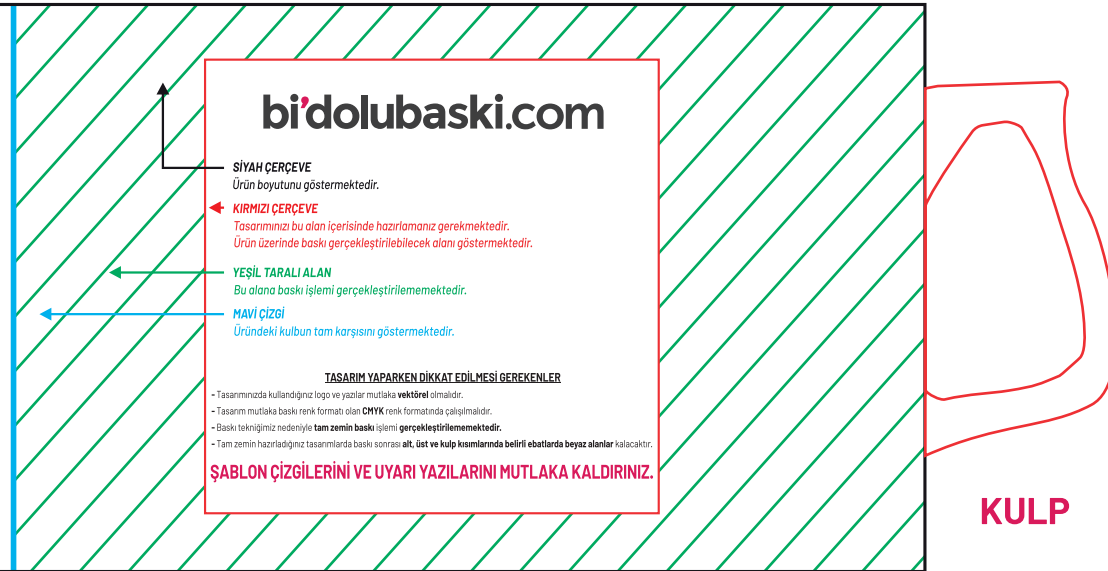 bi'dolubaski.com
SİYAH ÇERÇEVE
Ürün boyutunu göstermektedir.
KIRMIZI ÇERÇEVE
Tasarımınızı bu alan içerisinde hazırlamanız gerekmektedir.
Ürün üzerinde baskı gerçekleştirilebilecek alanı göstermektedir.
YEŞİL TARALI ALAN
Bu alana baskı işlemi gerçekleştirilememektedir.
MAVİ ÇİZGİ
Üründeki kulbun tam karşısını göstermektedir.
TASARIM YAPARKEN DİKKAT EDİLMESİ GEREKENLER
- Tasarımınızda kullandığınız logo ve yazılar mutlaka vektörel olmalıdır.
- Tasarım mutlaka baskı renk formatı olan CMYK renk formatında çalışılmalıdır.
- Baskı tekniğimiz nedeniyle tam zemin baskı işlemi gerçekleştirilememektedir.
- Tam zemin hazırladığınız tasarımlarda baskı sonrası alt, üst ve kulp kısımlarında belirli ebatlarda beyaz alanlar kalacaktır.
ŞABLON ÇİZGİLERİNİ VE UYARI YAZILARINI MUTLAKA KALDIRINIZ.
KULP